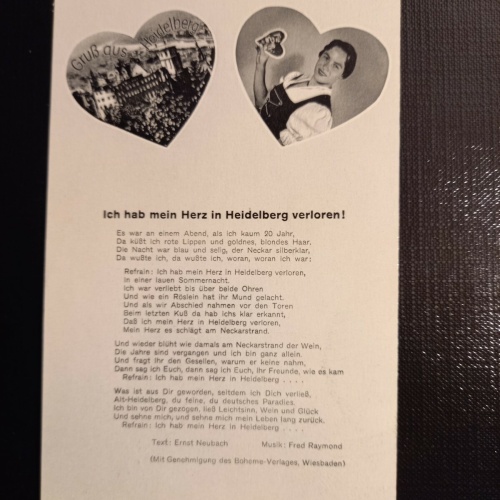 Gruß aus Heidelberg
Ich hab mein Herz in Heidelberg verloren!
Es war an einem Abend, als ich kaum 20 Jahr,
Da küßt ich rote Lippen und goldnes, blondes Haar.
Die Nacht war blau und selig, der Neckar silberklar,
Da wußte ich, da wußte ich, woran, woran ich war:
Refrain: Ich hab mein Herz in Heidelberg verloren,
In einer lauen Sommernacht.
Ich war verliebt bis über beide Ohren
Und wie ein Röslein hat ihr Mund gelacht.
Und als wir Abschied nahmen vor den Toren
Beim letzten Kuß da hab ichs klar erkannt,
Daß ich mein Herz in Heidelberg verloren,
Mein Herz es schlägt am Neckarstrand.
Und wieder blüht wie damals am Neckarstrand der Wein,
Die Jahre sind vergangen und ich bin ganz allein.
Und fragt Ihr den Gesellen, warum er keine nahm,
Dann sag ich Euch, dann sag ich Euch, Ihr Freunde, wie es kam
Refrain: Ich hab mein Herz in Heidelberg . . . .
Was ist aus Dir geworden, seitdem ich Dich verließ,
Alt-Heidelberg, du feine, du deutsches Paradies.
Ich bin von Dir gezogen, ließ Leichtsinn, Wein und Glück
Und sehne mich, und sehne mich mein Leben lang zurück.
Refrain: Ich hab mein Herz in Heidelberg . . . .
Text: Ernst Neubach Musik: Fred Raymond
(Mit Genehmigung des Boheme-Verlages, Wiesbaden)